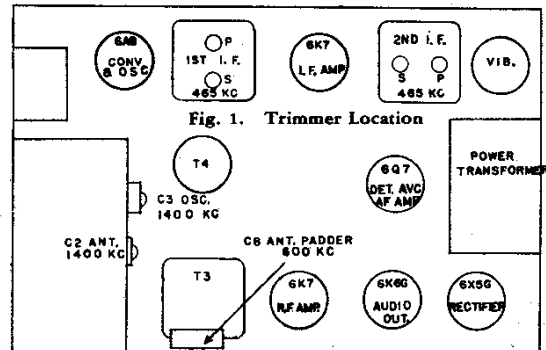 6A8
CONV.
& OSC
P
1ST I.F.
S
465 KC
6K7
I.F. AMP
2ND I.F.
S P
465 KC
VIB.
Fig. 1. Trimmer Location
T4
C3 OSC.
1400 KC
6Q7
DET. AVC
AF AMP
POWER
TRANSFORMER
C2 ANT.
1400 KC
C8 ANT. PADDER
600 KC
T3
6K7
R.F. AMP.
6K6G
AUDIO
OUT.
6X5G
RECTIFIER